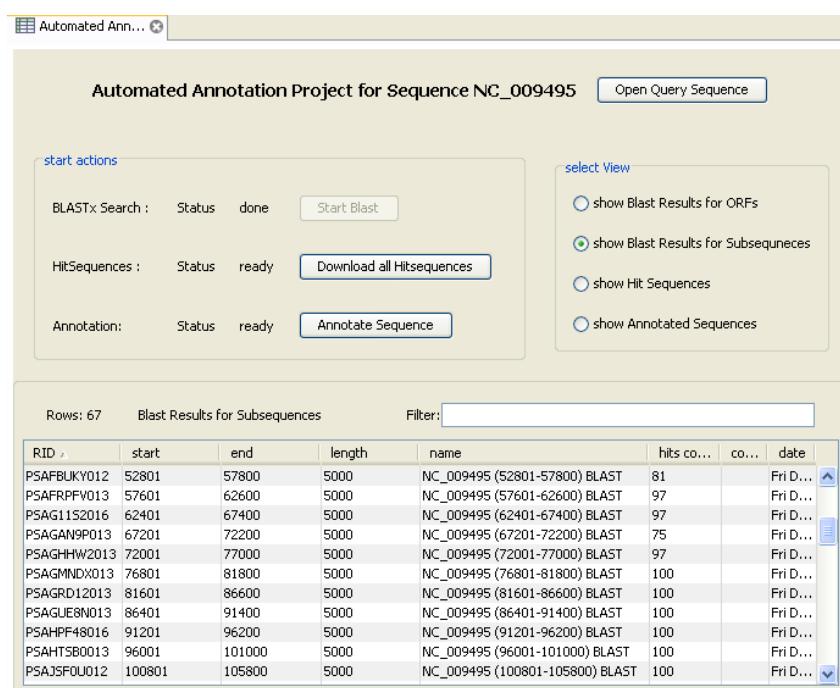 Automated Ann...
Automated Annotation Project for Sequence NC_009495 Open Query Sequence
start actions
BLASTx Search : Status done Start Blast
HitSequences : Status ready Download all Hitsequences
Annotation: Status ready Annotate Sequence
select View
show Blast Results for ORFs
show Blast Results for Subsequneces
show Hit Sequences
show Annotated Sequences
Rows: 67 Blast Results for Subsequences Filter:
RID start end length name hits co... co... date
PSAFBUKY012 52801 57800 5000 NC_009495 (52801-57800) BLAST 81 Fri D...
PSAFRPFV013 57601 62600 5000 NC_009495 (57601-62600) BLAST 97 Fri D...
PSAG11S2016 62401 67400 5000 NC_009495 (62401-67400) BLAST 97 Fri D...
PSAGAN9P013 67201 72200 5000 NC_009495 (67201-72200) BLAST 75 Fri D...
PSAGHHW2013 72001 77000 5000 NC_009495 (72001-77000) BLAST 97 Fri D...
PSAGMNDX013 76801 81800 5000 NC_009495 (76801-81800) BLAST 100 Fri D...
PSAGRD12013 81601 86600 5000 NC_009495 (81601-86600) BLAST 100 Fri D...
PSAGUE8N013 86401 91400 5000 NC_009495 (86401-91400) BLAST 100 Fri D...
PSAHPF48016 91201 96200 5000 NC_009495 (91201-96200) BLAST 100 Fri D...
PSAHTSB0013 96001 101000 5000 NC_009495 (96001-101000) BLAST 100 Fri D...
PSAJSF0U012 100801 105800 5000 NC_009495 (100801-105800) BLAST 100 Fri D...